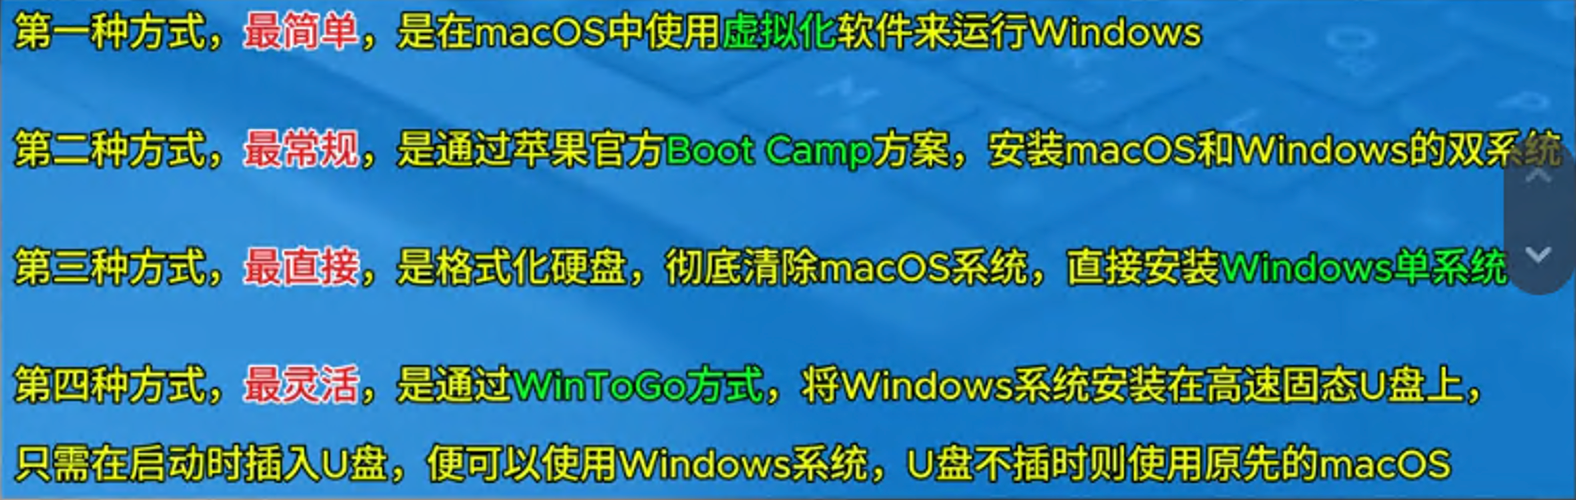 第一种方式，最简单，是在macOS中使用虚拟化软件来运行Windows
第二种方式，最常规，是通过苹果官方Boot Camp方案，安装macOS和Windows的双系统
第三种方式，最直接，是格式化硬盘，彻底清除macOS系统，直接安装Windows单系统
第四种方式，最灵活，是通过WinToGo方式，将Windows系统安装在高速固态U盘上，
只需在启动时插入U盘，便可以使用Windows系统，U盘不插时则使用原先的macOS